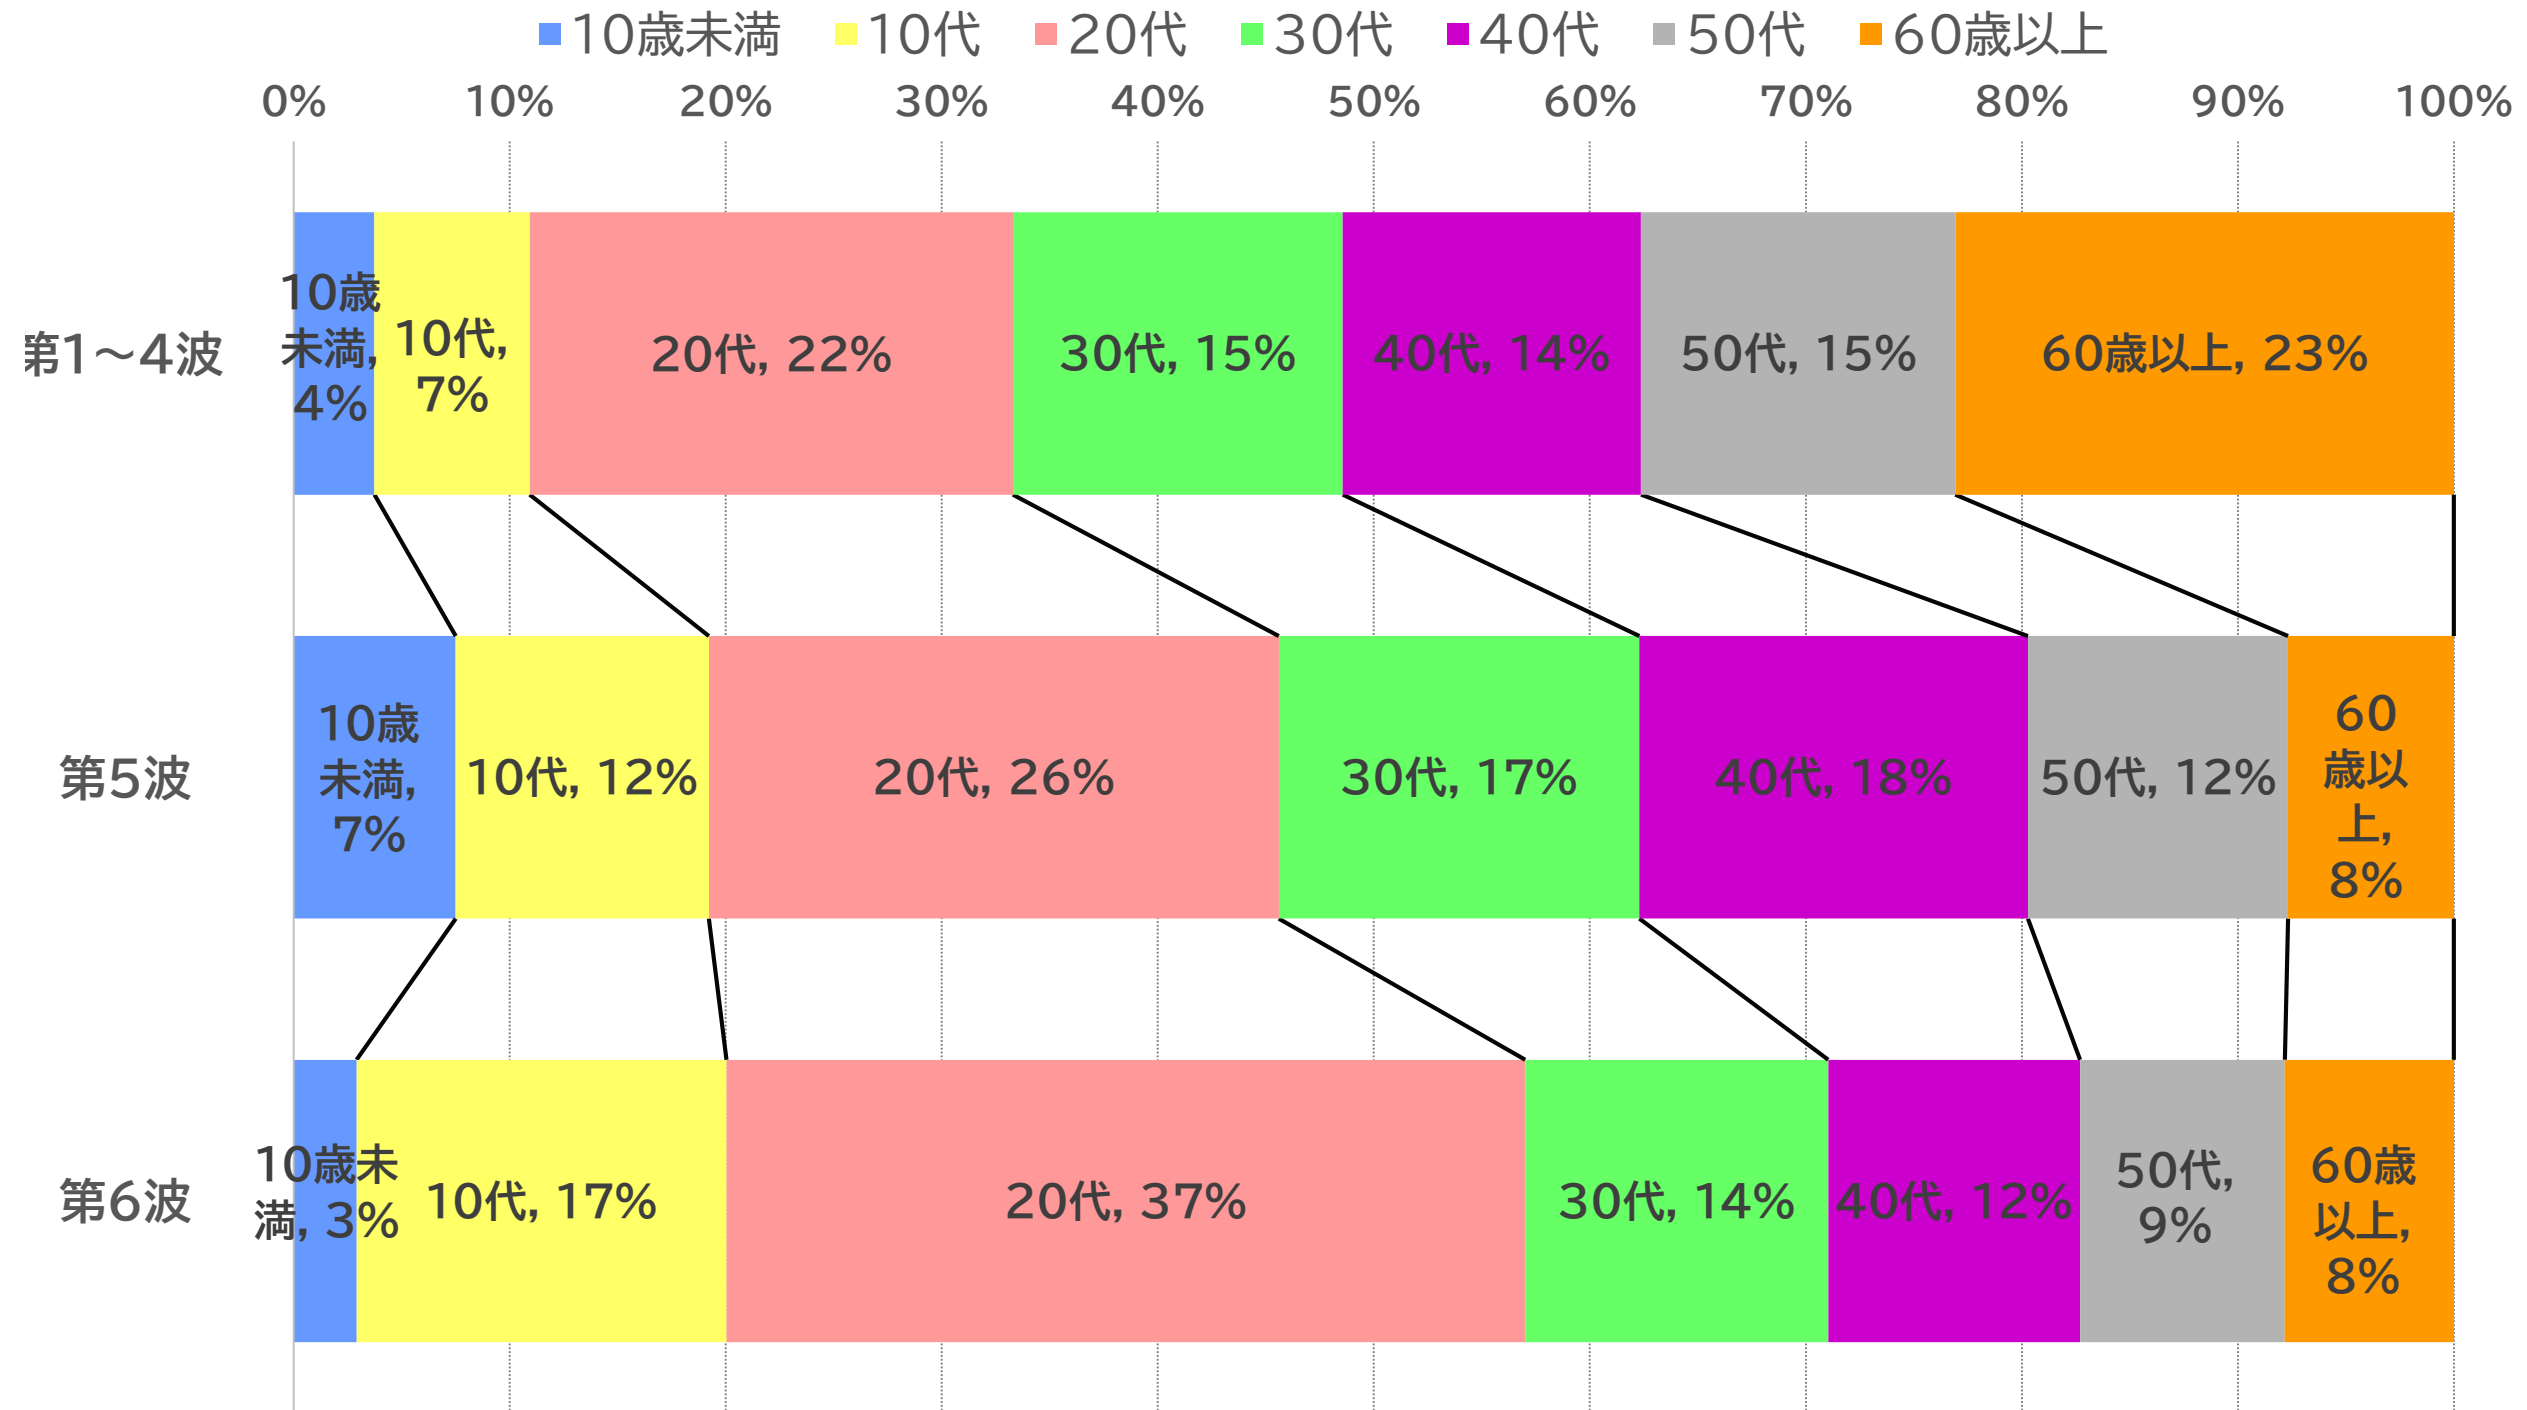 10歳未満 10代 20代 30代 40代 50代 60歳以上
0% 10% 20% 30% 40% 50% 60% 70% 80% 90% 100%
第1～4波
10歳
未満,
4%
10代,
7%
20代, 22%
30代, 15%
40代, 14%
50代, 15%
60歳以上, 23%
第5波
10歳
未満,
7%
10代, 12%
20代, 26%
30代, 17%
40代, 18%
50代, 12%
60
歳以
上,
8%
第6波
10歳未
満, 3%
10代, 17%
20代, 37%
30代, 14%
40代, 12%
50代,
9%
60歳
以上,
8%